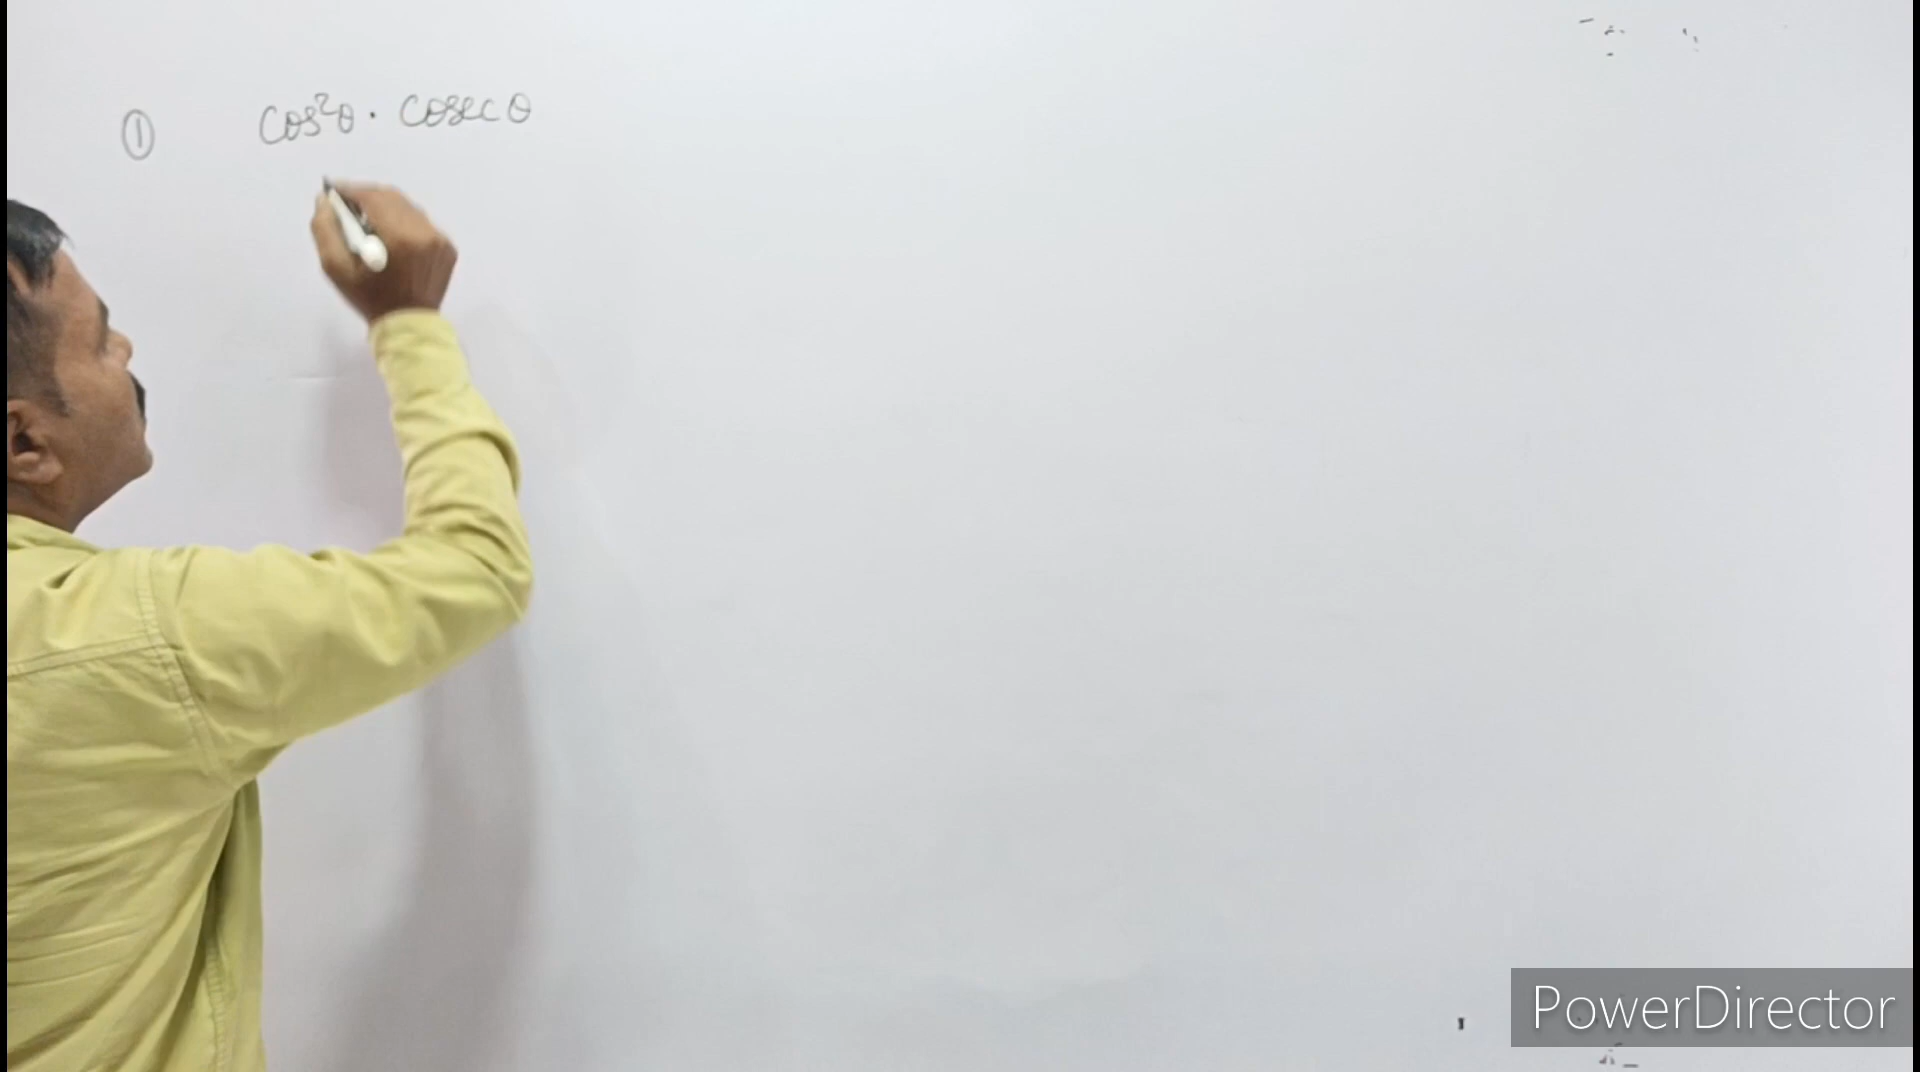 ① cos²θ · cosec θ
PowerDirector